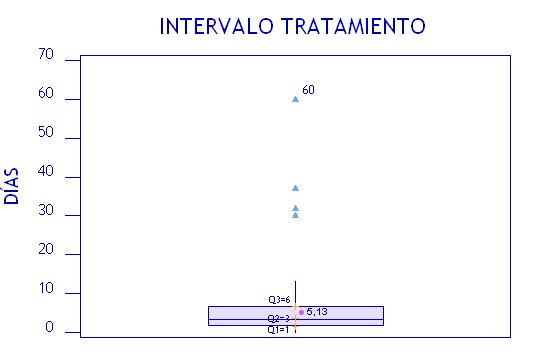 INTERVALO TRATAMIENTO
DÍAS
70
60
60
50
40
30
20
10
Q3=6
5,13
Q2=3
Q1=1
0